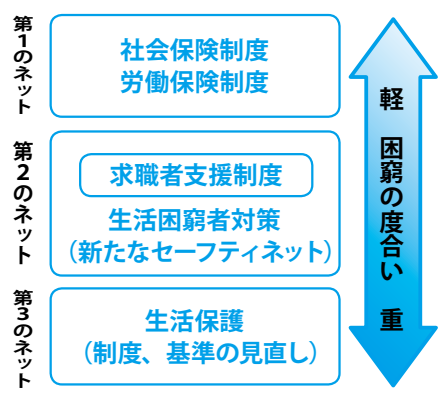 第1のネット
社会保険制度
労働保険制度
第2のネット
求職者支援制度
生活困窮者対策
（新たなセーフティネット）
第3のネット
生活保護
（制度、基準の見直し）
軽 困窮の度合い 重